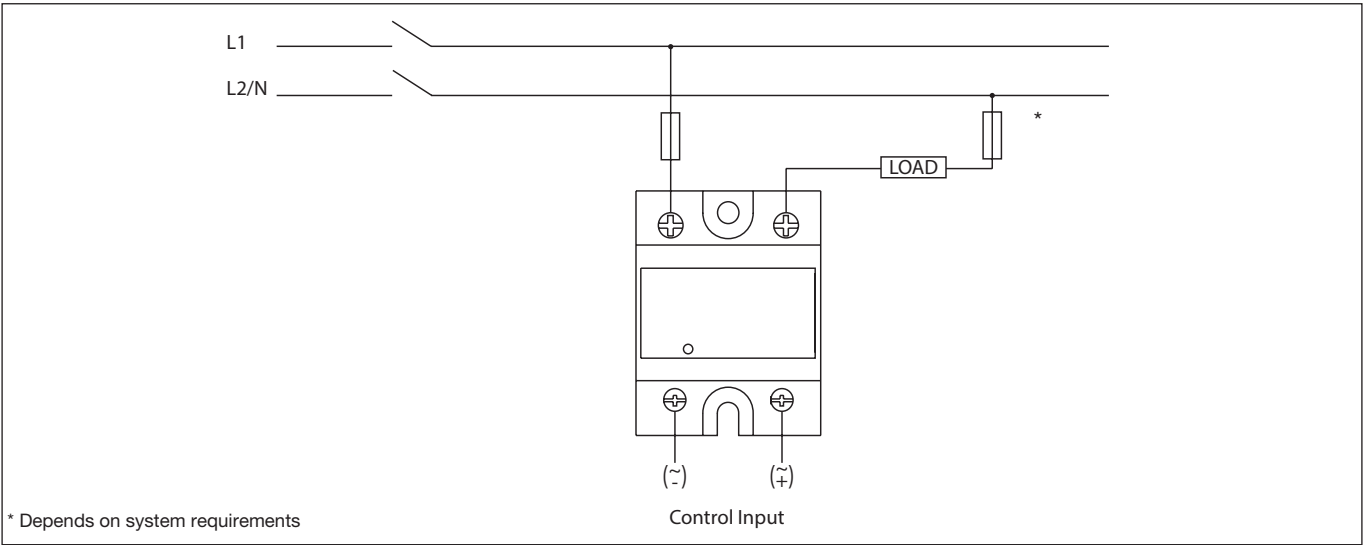 L1
L2/N
*
LOAD
(~ -) (~ +)
Control Input
* Depends on system requirements